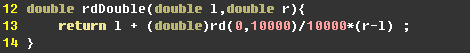 12 double rdDouble(double l,double r){
13     return l + (double)rd(0,10000)/10000*(r-l) ;
14 }